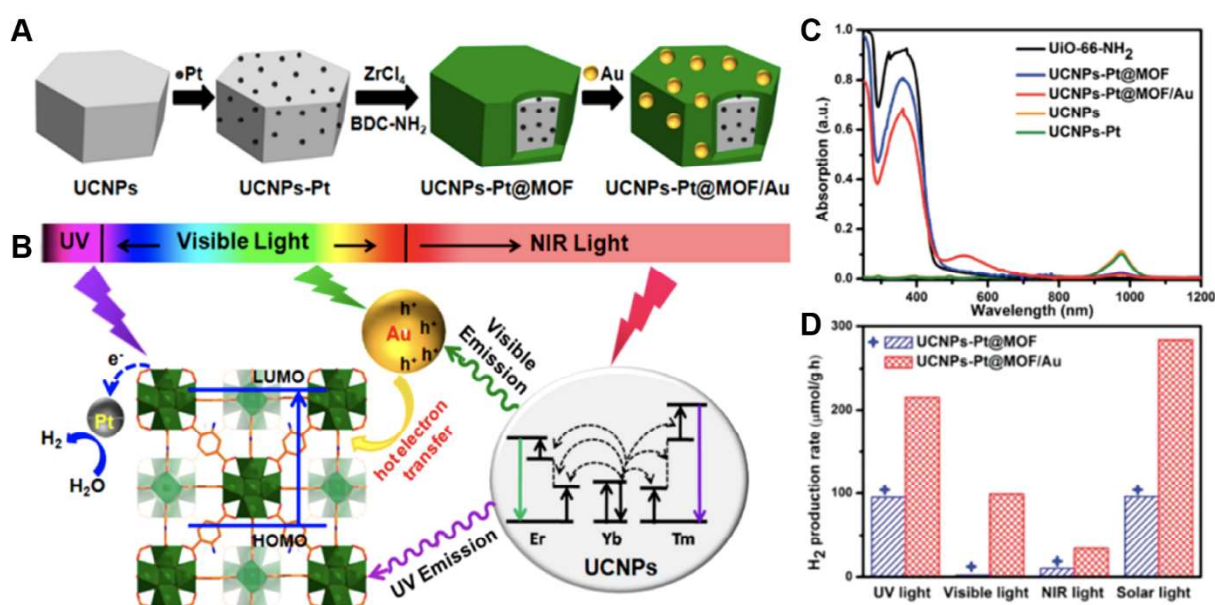 A
Pt
ZrCl₄
BDC-NH₂
Au
UCNPs
UCNPs-Pt
UCNPs-Pt@MOF
UCNPs-Pt@MOF/Au
B
UV
Visible Light
NIR Light
e⁻
Pt
H₂
H₂O
LUMO
HOMO
h⁺
Au
h⁺
h⁺
h⁺
hot electron
transfer
Visible
Emission
UV Emission
Er
Yb
Tm
UCNPs
C
Absorption (a.u.)
1.0
0.8
0.6
0.4
0.2
0.0
400
600
800
1000
1200
Wavelength (nm)
UiO-66-NH₂
UCNPs-Pt@MOF
UCNPs-Pt@MOF/Au
UCNPs
UCNPs-Pt
D
H₂ production rate (μmol/g h)
300
200
100
0
UCNPs-Pt@MOF
UCNPs-Pt@MOF/Au
UV light
Visible light
NIR light
Solar light